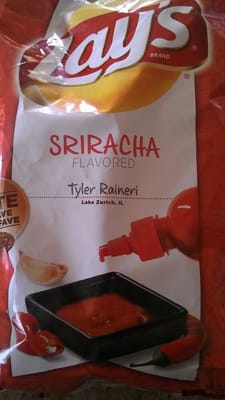 Lay's
BRAND
SRIRACHA
FLAVORED
Tyler Raineri
Lake Zurich, IL